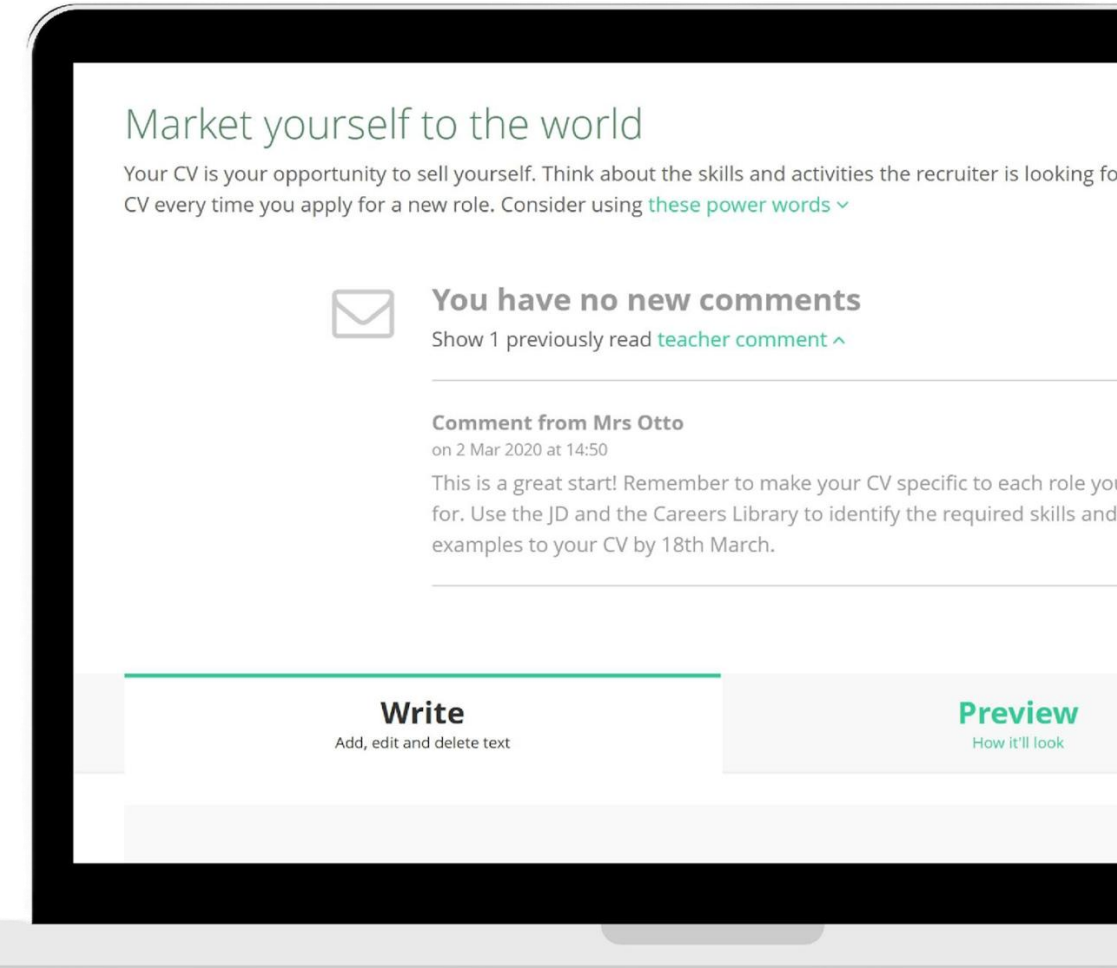 Market yourself to the world
Your CV is your opportunity to sell yourself. Think about the skills and activities the recruiter is looking
CV every time you apply for a new role. Consider using these power words
You have no new comments
Show 1 previously read teacher comment
Comment from Mrs Otto
on 2 Mar 2020 at 14:50
This is a great start! Remember to make your CV specific to each role
for. Use the JD and the Careers Library to identify the required skills and
examples to your CV by 18th March.
Write
Add, edit and delete text
Preview
How it'll look